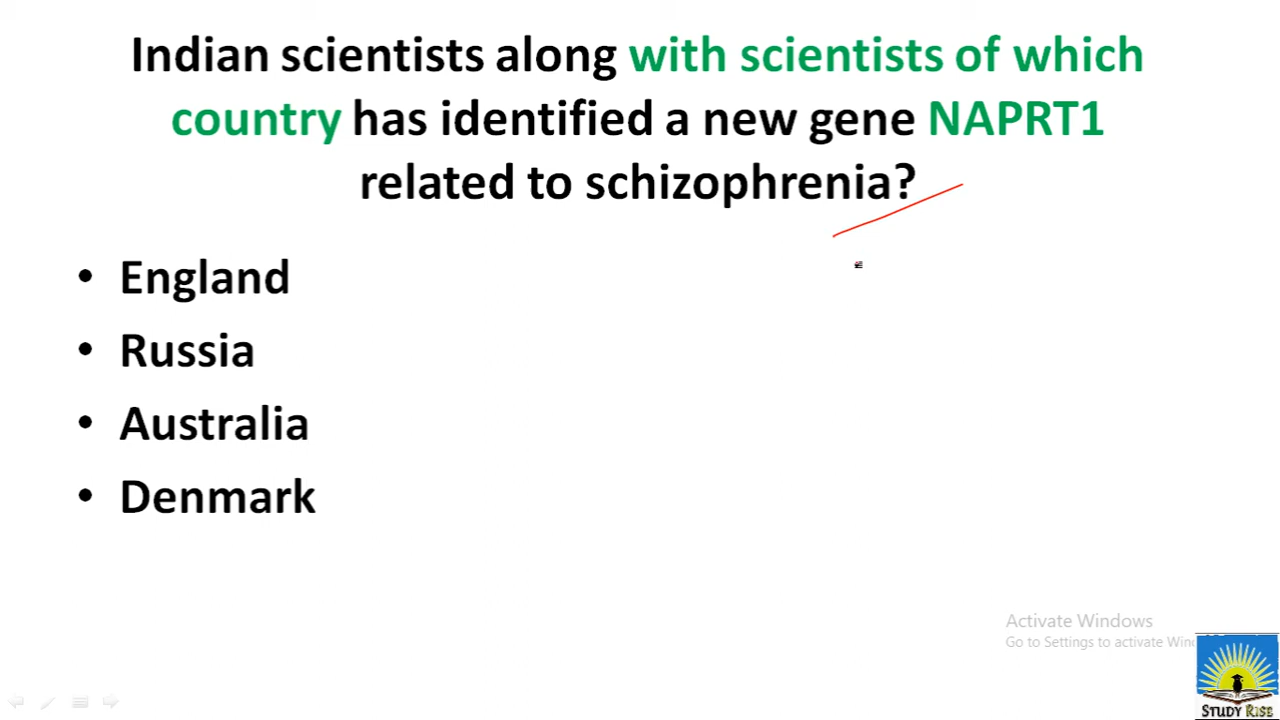 Indian scientists along with scientists of which
country has identified a new gene NAPRT1
related to schizophrenia?
• England
• Russia
• Australia
• Denmark
Activate Windows
Go to Settings to activate Win
STUDY RISE